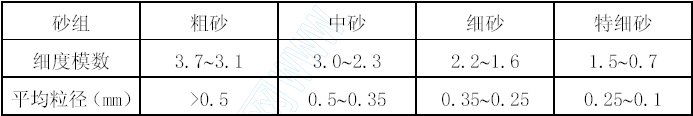 砂组 粗砂 中砂 细砂 特细砂
细度模数 3.7~3.1 3.0~2.3 2.2~1.6 1.5~0.7
平均粒径(mm) >0.5 0.5~0.35 0.35~0.25 0.25~0.1